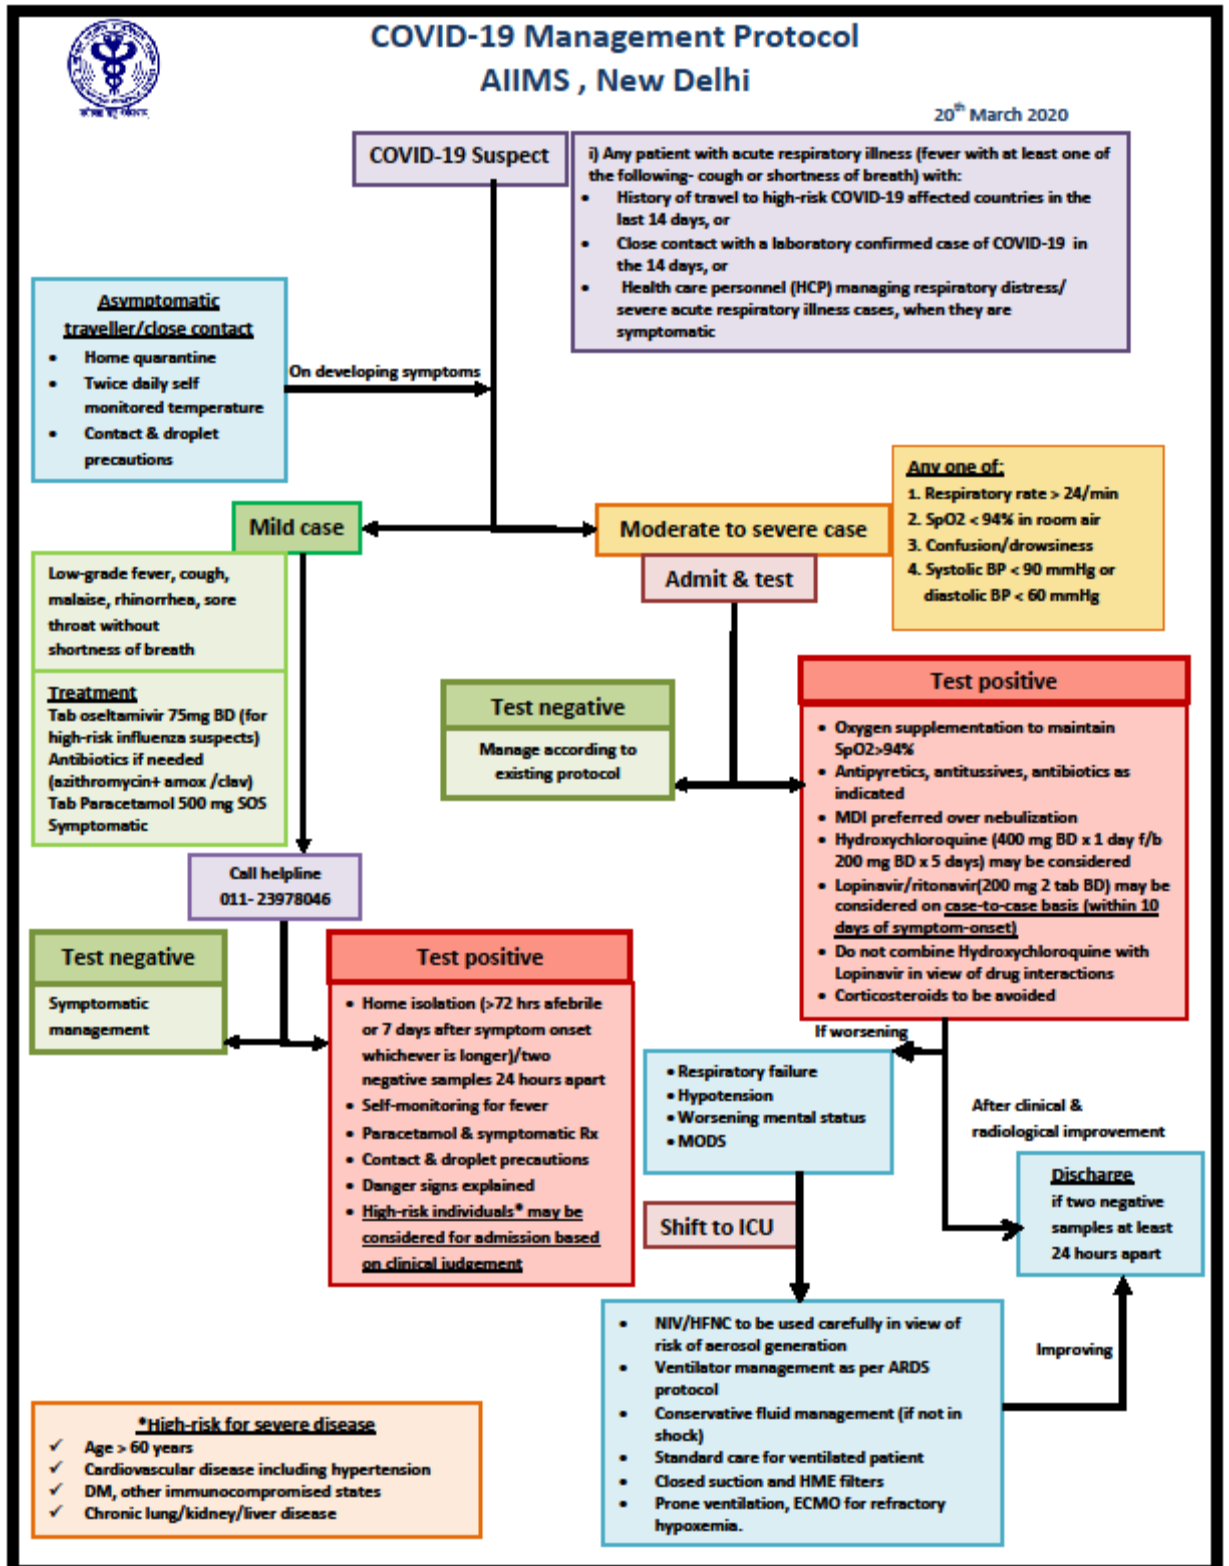 COVID-19 Management Protocol
AIIMS , New Delhi
20th March 2020
COVID-19 Suspect
i) Any patient with acute respiratory illness (fever with at least one of
the following- cough or shortness of breath) with:
• History of travel to high-risk COVID-19 affected countries in the
last 14 days, or
• Close contact with a laboratory confirmed case of COVID-19 in
the 14 days, or
• Health care personnel (HCP) managing respiratory distress/
severe acute respiratory illness cases, when they are
symptomatic
Asymptomatic
traveller/close contact
• Home quarantine
• Twice daily self
monitored temperature
• Contact & droplet
precautions
On developing symptoms
Any one of:
1. Respiratory rate > 24/min
2. SpO2 < 94% in room air
3. Confusion/drowsiness
4. Systolic BP < 90 mmHg or
diastolic BP < 60 mmHg
Mild case
Moderate to severe case
Admit & test
Low-grade fever, cough,
malaise, rhinorrhea, sore
throat without
shortness of breath
Treatment
Tab oseltamivir 75mg BD (for
high-risk influenza suspects)
Antibiotics if needed
(azithromycin+ amox /clav)
Tab Paracetamol 500 mg SOS
Symptomatic
Test negative
Manage according to
existing protocol
Test positive
• Oxygen supplementation to maintain
SpO2>94%
• Antipyretics, antitussives, antibiotics as
indicated
• MDI preferred over nebulization
• Hydroxychloroquine (400 mg BD x 1 day f/b
200 mg BD x 5 days) may be considered
• Lopinavir/ritonavir(200 mg 2 tab BD) may be
considered on case-to-case basis (within 10
days of symptom-onset)
• Do not combine Hydroxychloroquine with
Lopinavir in view of drug interactions
• Corticosteroids to be avoided
Call helpline
011- 23978046
Test negative
Symptomatic
management
Test positive
• Home isolation (>72 hrs afebrile
or 7 days after symptom onset
whichever is longer)/two
negative samples 24 hours apart
• Self-monitoring for fever
• Paracetamol & symptomatic Rx
• Contact & droplet precautions
• Danger signs explained
• High-risk individuals* may be
considered for admission based
on clinical judgement
If worsening
• Respiratory failure
• Hypotension
• Worsening mental status
• MODS
After clinical &
radiological improvement
Discharge
if two negative
samples at least
24 hours apart
Shift to ICU
• NIV/HFNC to be used carefully in view of
risk of aerosol generation
• Ventilator management as per ARDS
protocol
• Conservative fluid management (if not in
shock)
• Standard care for ventilated patient
• Closed suction and HME filters
• Prone ventilation, ECMO for refractory
hypoxemia.
Improving
*High-risk for severe disease
✓ Age > 60 years
✓ Cardiovascular disease including hypertension
✓ DM, other immunocompromised states
✓ Chronic lung/kidney/liver disease